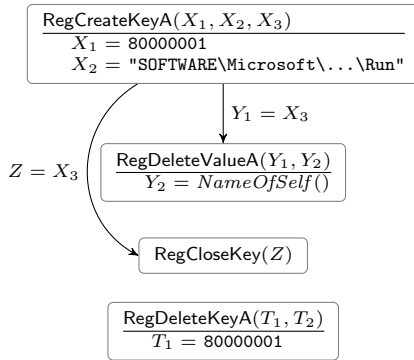 RegCreateKeyA(X₁, X₂, X₃)
X₁ = 80000001
X₂ = "SOFTWARE\Microsoft\...\Run"
Y₁ = X₃
RegDeleteValueA(Y₁, Y₂)
Y₂ = NameOfSelf()
Z = X₃
RegCloseKey(Z)
RegDeleteKeyA(T₁, T₂)
T₁ = 80000001